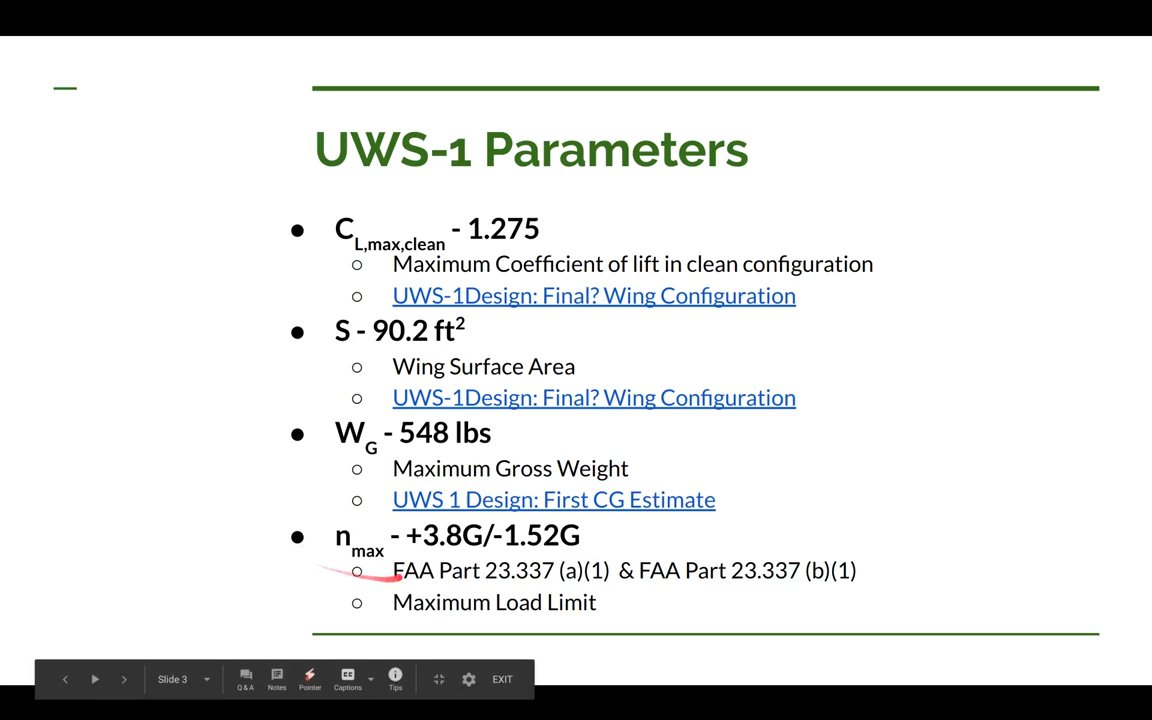 UWS-1 Parameters
● C L,max,clean - 1.275
○ Maximum Coefficient of lift in clean configuration
○ UWS-1Design: Final? Wing Configuration
● S - 90.2 ft²
○ Wing Surface Area
○ UWS-1Design: Final? Wing Configuration
● W G - 548 lbs
○ Maximum Gross Weight
○ UWS 1 Design: First CG Estimate
● n max - +3.8G/-1.52G
○ FAA Part 23.337 (a)(1) & FAA Part 23.337 (b)(1)
○ Maximum Load Limit
Slide 3 Q & A Notes Pointer CC Captions Tips EXIT